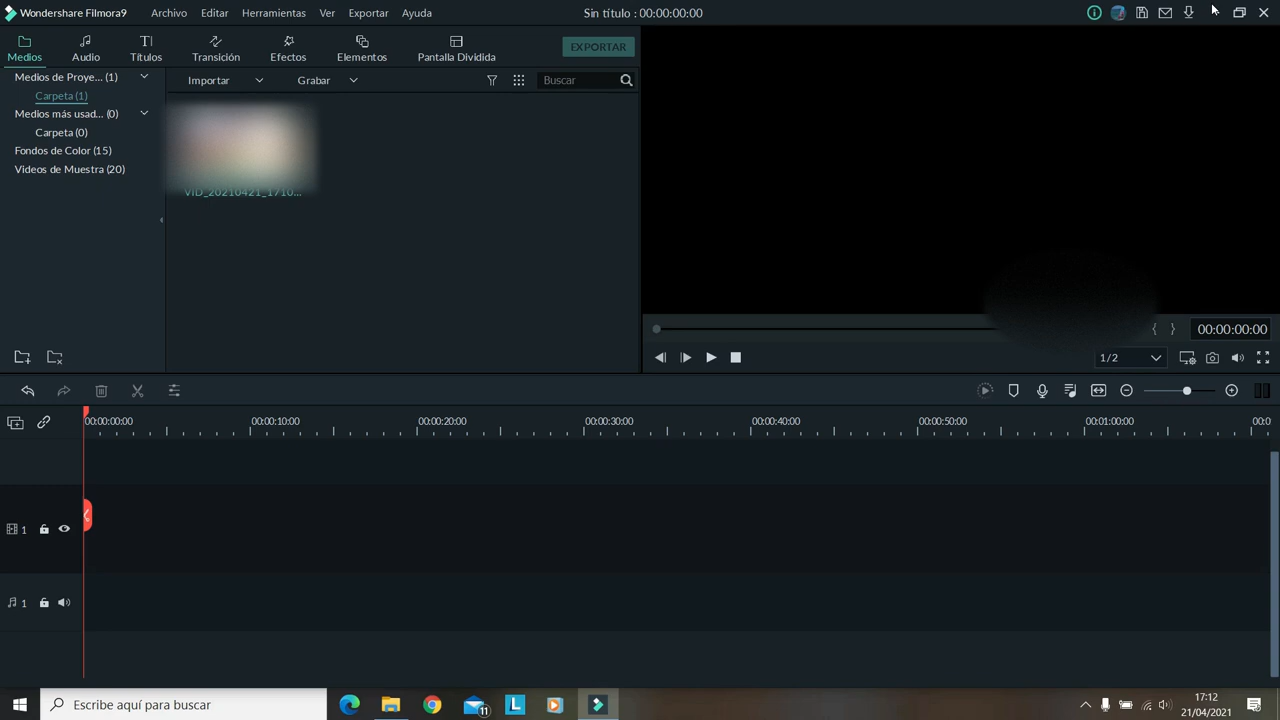 Wondershare Filmora9 Archivo Editar Herramientas Ver Exportar Ayuda Sin título : 00:00:00:00
Medios Audio Títulos Transición Efectos Elementos Pantalla Dividida EXPORTAR
Medios de Proye... (1) Importar Grabar Buscar
Carpeta (1)
Medios más usad... (0)
Carpeta (0)
Fondos de Color (15)
Videos de Muestra (20)
VID_20210421_1710...
00:00:00:00
1/2
00:00:00:00 00:00:10:00 00:00:20:00 00:00:30:00 00:00:40:00 00:00:50:00 00:01:00:00 00:0
1
1
Escribe aquí para buscar 11 L 17:12
21/04/2021